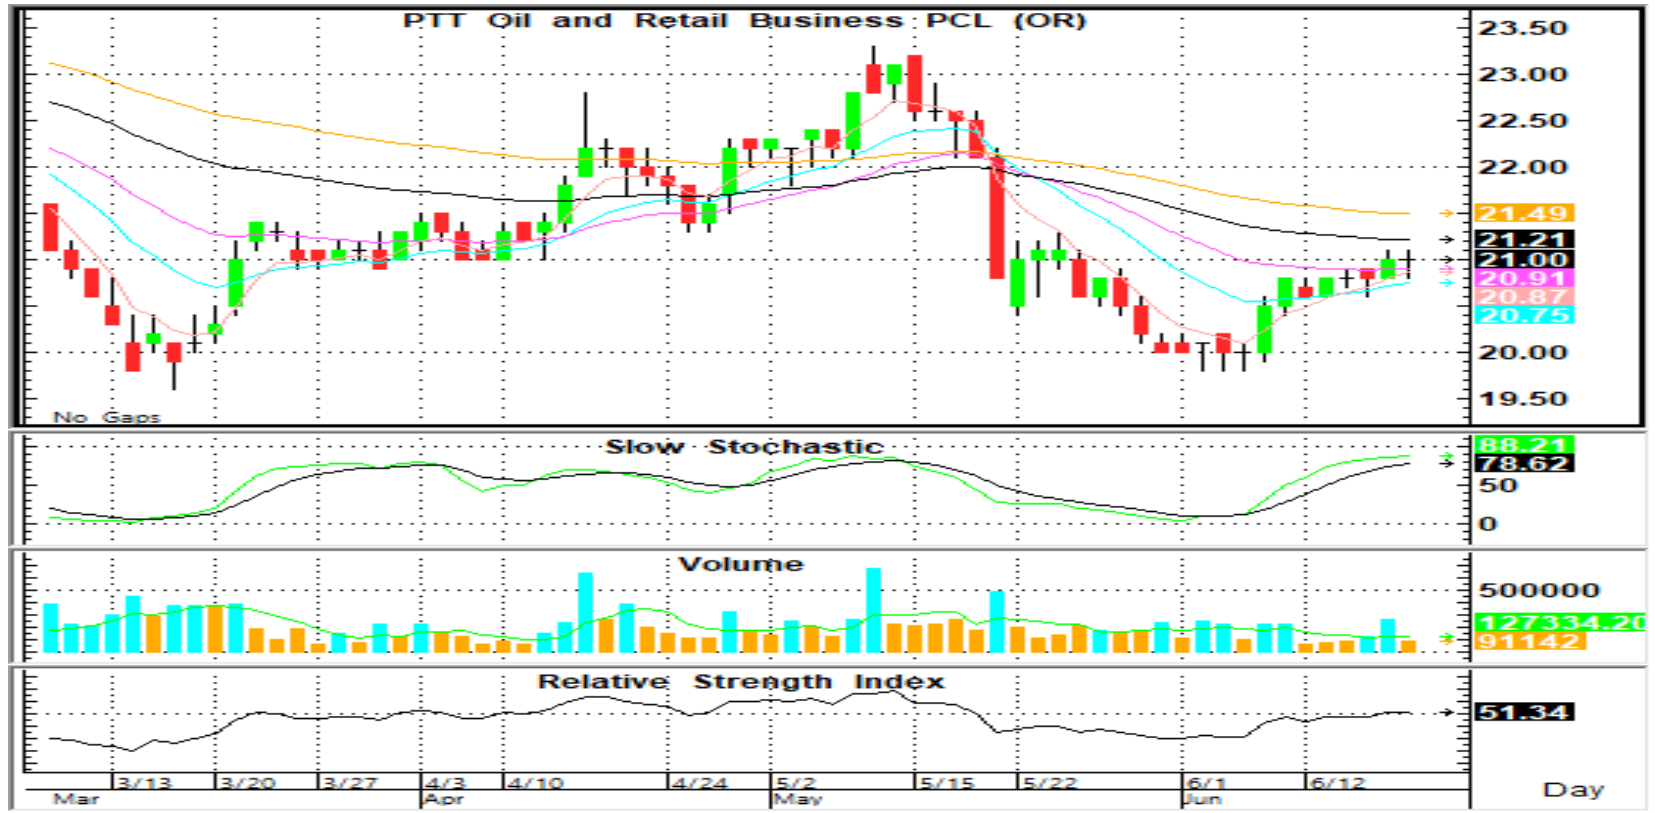 PTT Oil and Retail Business PCL (OR)
23.50
23.00
22.50
22.00
21.49
21.21
21.00
20.91
20.87
20.75
20.00
19.50
No Gaps
Slow Stochastic
88.21
78.62
50
0
Volume
500000
127334.20
91142
Relative Strength Index
51.34
3/13 3/20 3/27 4/3 4/10 4/24 5/2 5/15 5/22 6/1 6/12
Mar Apr May Jun
Day